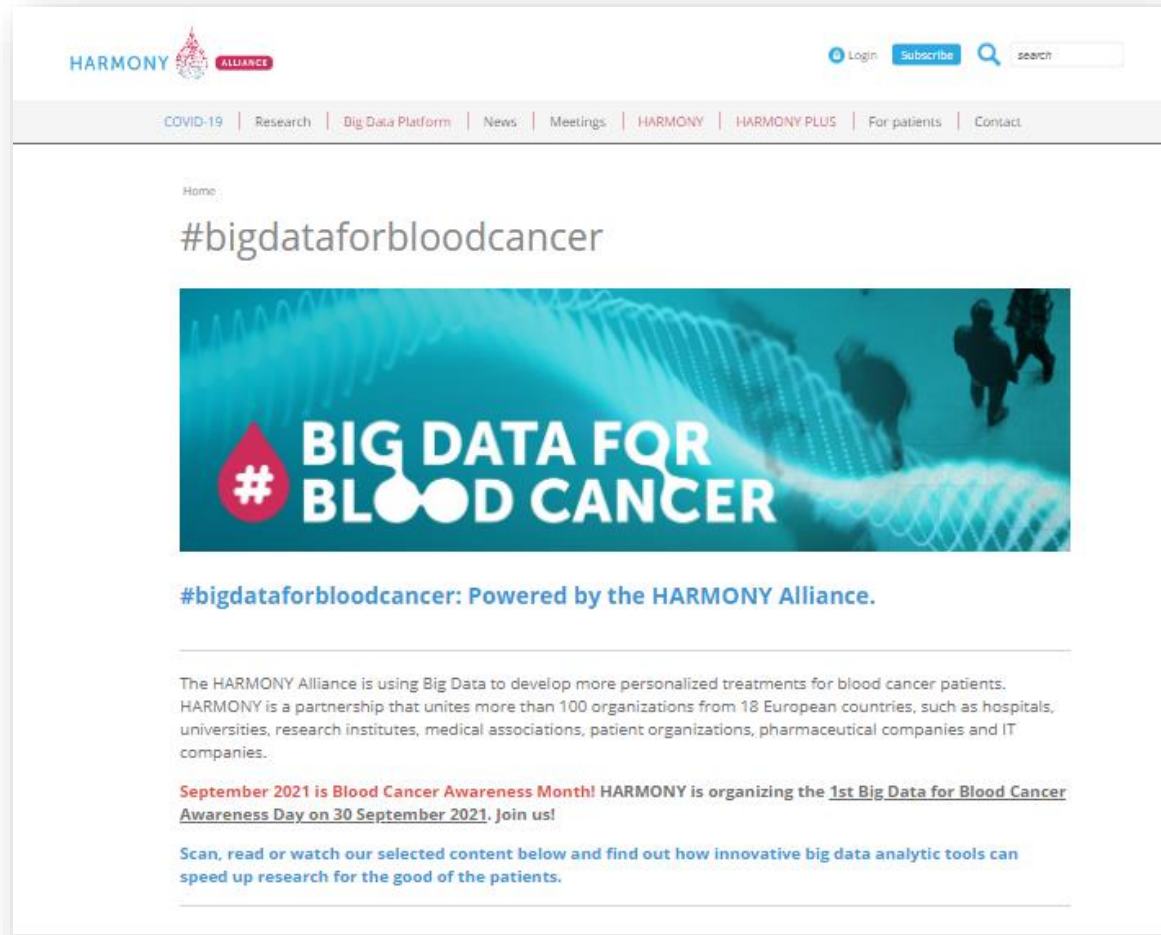 HARMONY ALLIANCE
Login Subscribe search
COVID-19 | Research | Big Data Platform | News | Meetings | HARMONY | HARMONY PLUS | For patients | Contact
Home
#bigdataforbloodcancer
# BIG DATA FOR
BLOOD CANCER
#bigdataforbloodcancer: Powered by the HARMONY Alliance.
The HARMONY Alliance is using Big Data to develop more personalized treatments for blood cancer patients.
HARMONY is a partnership that unites more than 100 organizations from 18 European countries, such as hospitals,
universities, research institutes, medical associations, patient organizations, pharmaceutical companies and IT
companies.
September 2021 is Blood Cancer Awareness Month! HARMONY is organizing the 1st Big Data for Blood Cancer
Awareness Day on 30 September 2021. Join us!
Scan, read or watch our selected content below and find out how innovative big data analytic tools can
speed up research for the good of the patients.